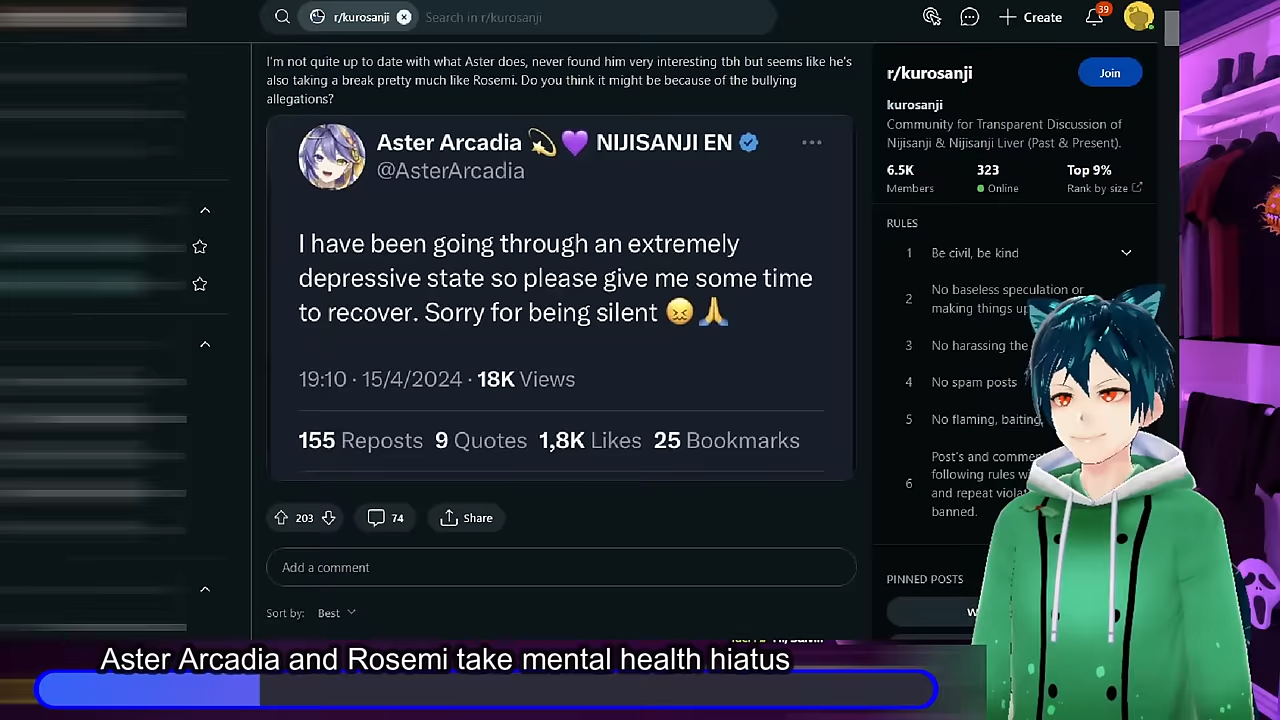 r/kurosanji
Search in r/kurosanji
Create
39
I'm not quite up to date with what Aster does, never found him very interesting tbh but seems like he's
also taking a break pretty much like Rosemi. Do you think it might be because of the bullying
allegations?
Aster Arcadia 💫💜 NIJISANJI EN
@AsterArcadia
I have been going through an extremely
depressive state so please give me some time
to recover. Sorry for being silent 😖🙏
19:10 · 15/4/2024 · 18K Views
155 Reposts 9 Quotes 1,8K Likes 25 Bookmarks
203
74
Share
Add a comment
Sort by: Best
r/kurosanji
Join
kurosanji
Community for Transparent Discussion of
Nijisanji & Nijisanji Liver (Past & Present).
6.5K
323
Top 9%
Members
Online
Rank by size
RULES
1 Be civil, be kind
2 No baseless speculation or
making things up
3 No harassing the
4 No spam posts
5 No flaming, baiting
6 Post's and comme
following rules w
and repeat viola
banned.
PINNED POSTS
Aster Arcadia and Rosemi take mental health hiatus